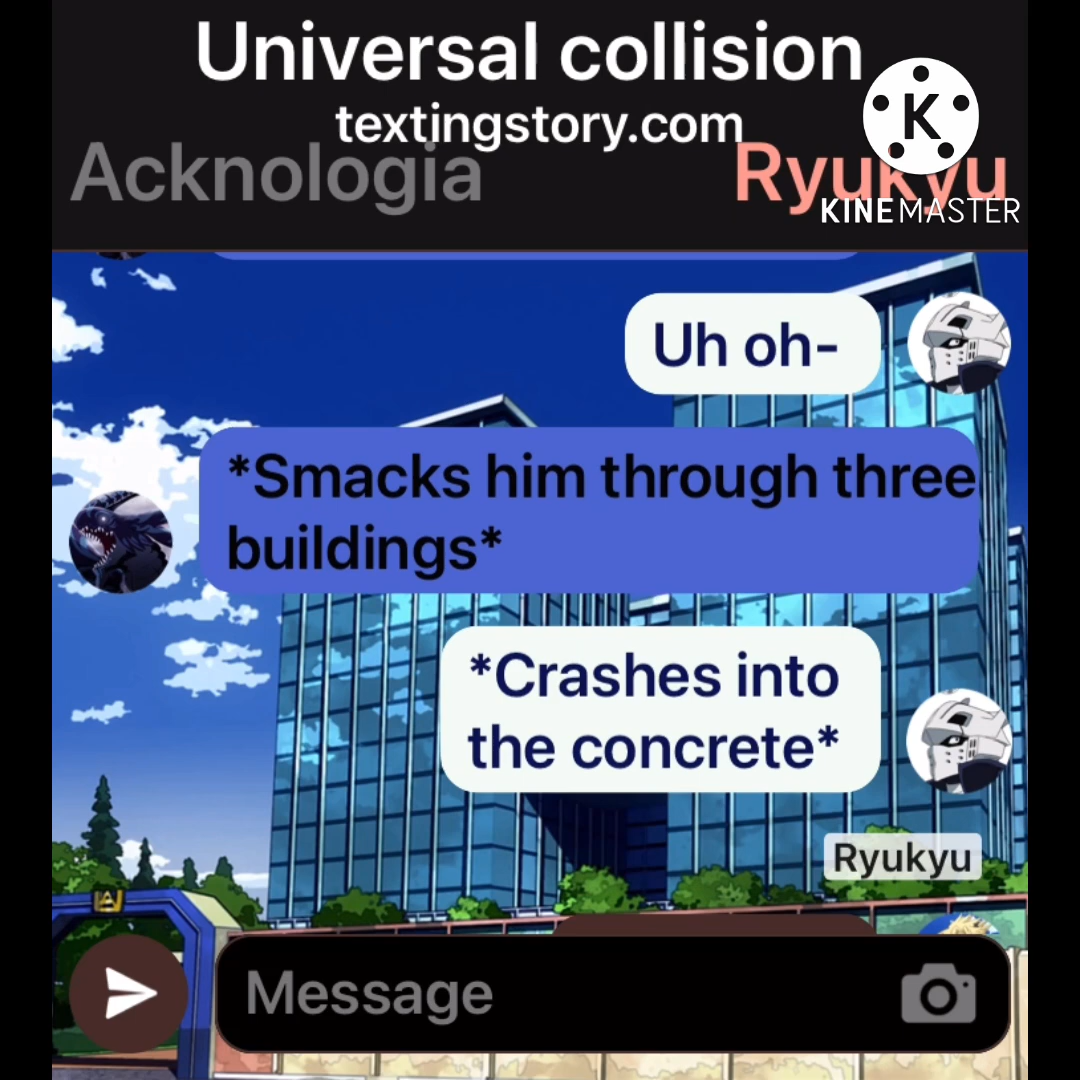 Universal collision
textingstory.com
Acknologia
Ryukyu
K
KINEMASTER
Uh oh-
*Smacks him through three
buildings*
*Crashes into
the concrete*
Ryukyu
Message